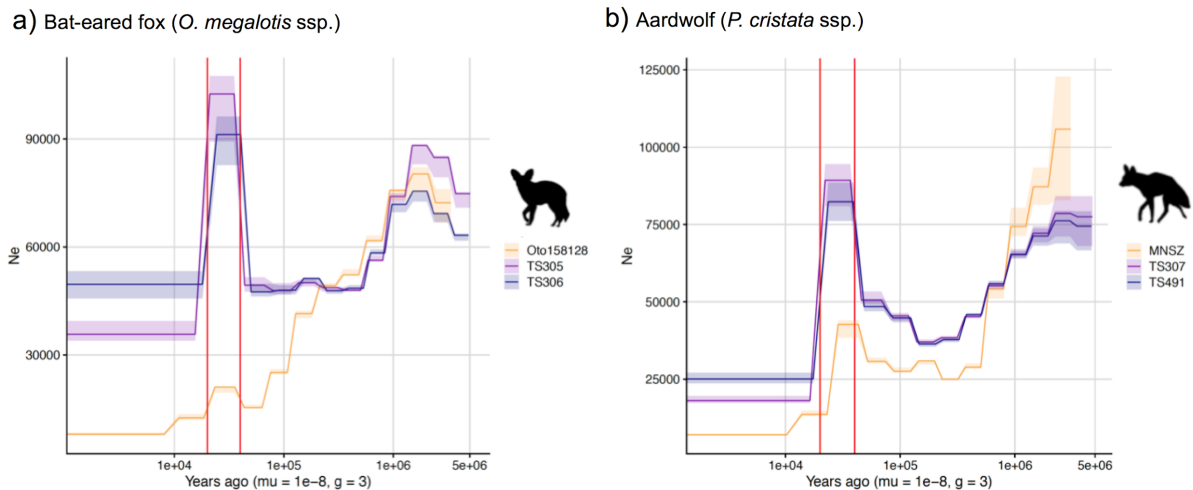 a) Bat-eared fox (O. megalotis ssp.)
90000
60000
30000
Ne
1e+04
1e+05
1e+06
5e+06
Years ago (mu = 1e−8, g = 3)
Oto158128
TS305
TS306
b) Aardwolf (P. cristata ssp.)
125000
100000
75000
50000
25000
Ne
1e+04
1e+05
1e+06
5e+06
Years ago (mu = 1e−8, g = 3)
MNSZ
TS307
TS491